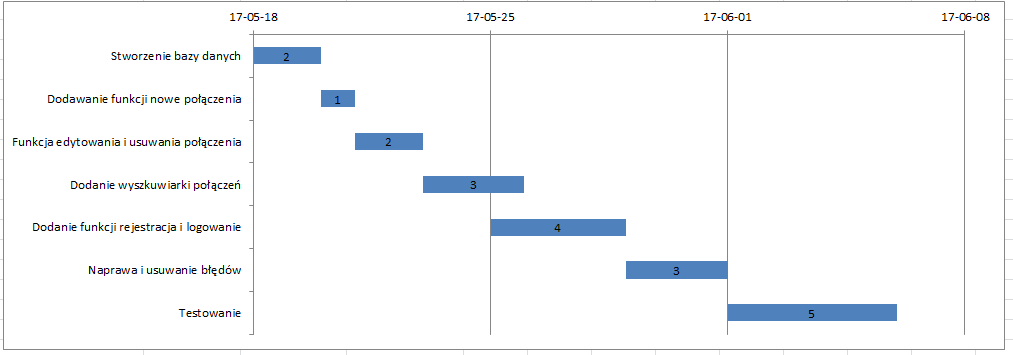 17-05-18 17-05-25 17-06-01 17-06-08
Stworzenie bazy danych 2
Dodawanie funkcji nowe połączenia 1
Funkcja edytowania i usuwania połączenia 2
Dodanie wyszkuwiarki połączeń 3
Dodanie funkcji rejestracja i logowanie 4
Naprawa i usuwanie błędów 3
Testowanie 5